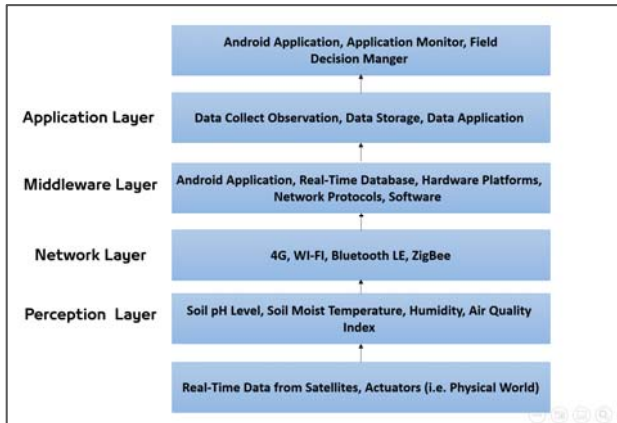 Android Application, Application Monitor, Field
Decision Manger
Application Layer
Data Collect Observation, Data Storage, Data Application
Middleware Layer
Android Application, Real-Time Database, Hardware Platforms,
Network Protocols, Software
Network Layer
4G, WI-FI, Bluetooth LE, ZigBee
Perception Layer
Soil pH Level, Soil Moist Temperature, Humidity, Air Quality
Index
Real-Time Data from Satellites, Actuators (i.e. Physical World)